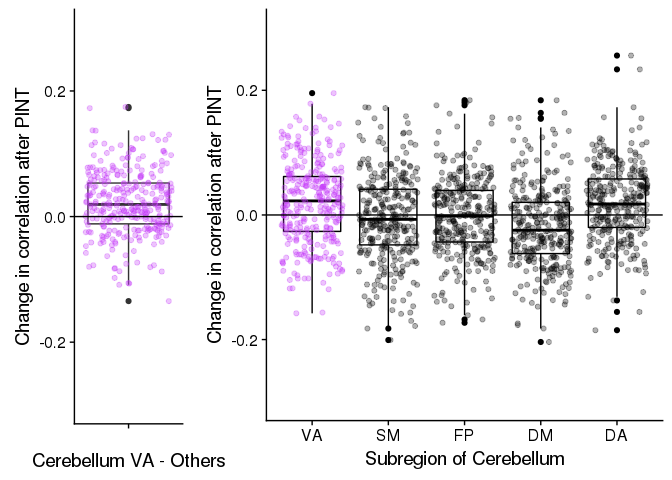 Change in correlation after PINT
0.2
0.0
-0.2
Cerebellum VA - Others
Change in correlation after PINT
0.2
0.0
-0.2
VA SM FP DM DA
Subregion of Cerebellum